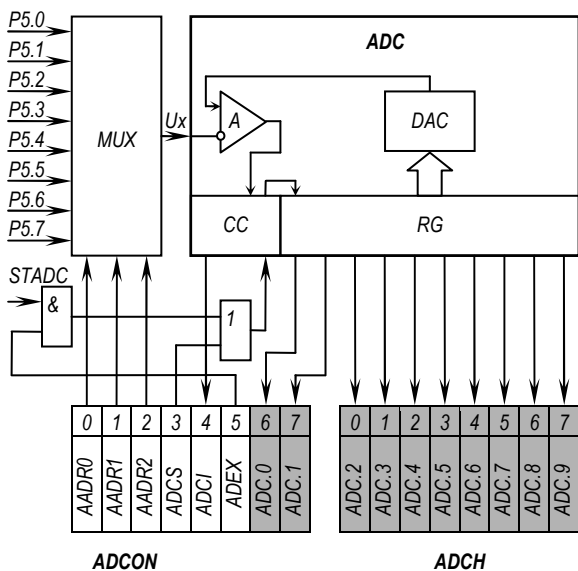 P5.0
P5.1
P5.2
P5.3
P5.4
P5.5
P5.6
P5.7
MUX
Ux
ADC
A
DAC
CC
RG
STADC
&
1
0 1 2 3 4 5 6 7
AADR0 AADR1 AADR2 ADCS ADCI ADEX ADC.0 ADC.1
ADCON
0 1 2 3 4 5 6 7
ADC.2 ADC.3 ADC.4 ADC.5 ADC.6 ADC.7 ADC.8 ADC.9
ADCH